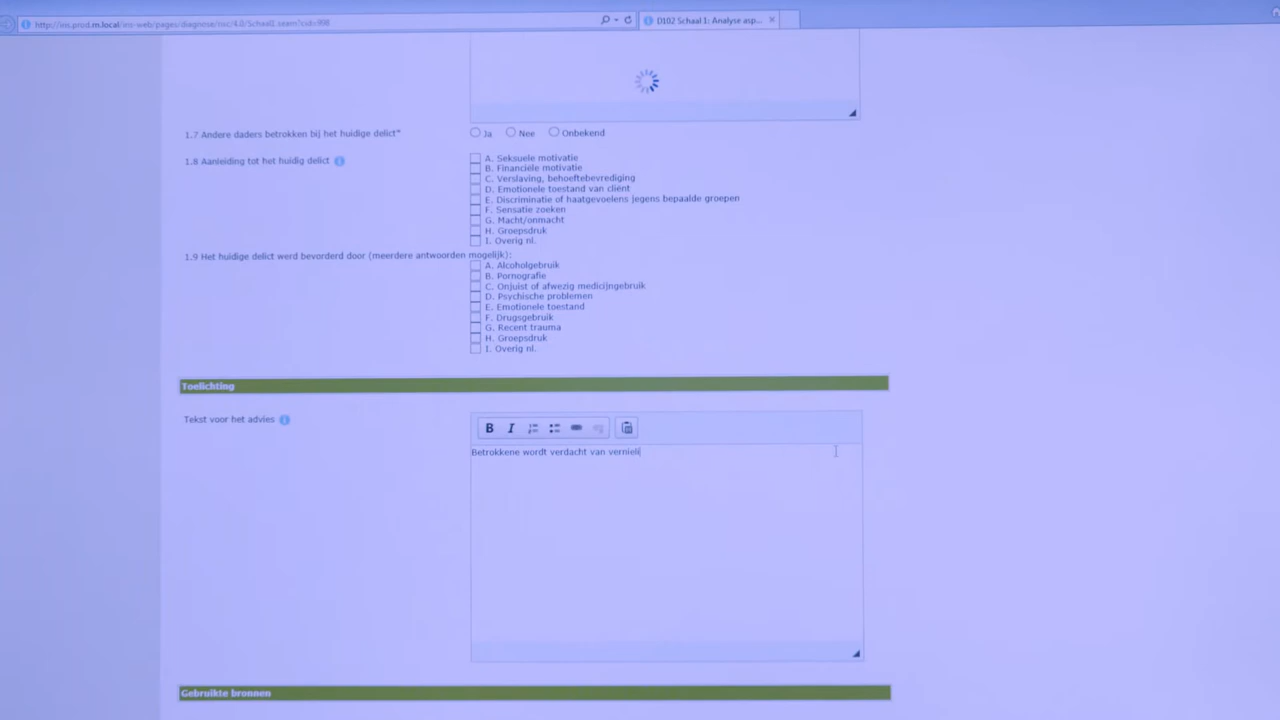 D102 Schaal 1: Analyse asp...
1.7 Andere daders betrokken bij het huidige delict*
Ja Nee Onbekend
1.8 Aanleiding tot het huidig delict
A. Seksuele motivatie
B. Financiële motivatie
C. Verslaving, behoeftebevrediging
D. Emotionele toestand van cliënt
E. Discriminatie of haatgevoelens jegens bepaalde groepen
F. Sensatie zoeken
G. Macht/onmacht
H. Groepsdruk
I. Overig nl.
1.9 Het huidige delict werd bevorderd door (meerdere antwoorden mogelijk):
A. Alcoholgebruik
B. Pornografie
C. Onjuist of afwezig medicijngebruik
D. Psychische problemen
E. Emotionele toestand
F. Drugsgebruik
G. Recent trauma
H. Groepsdruk
I. Overig nl.
Toelichting
Tekst voor het advies
B I
Betrokkene wordt verdacht van vernieli
Gebruikte bronnen